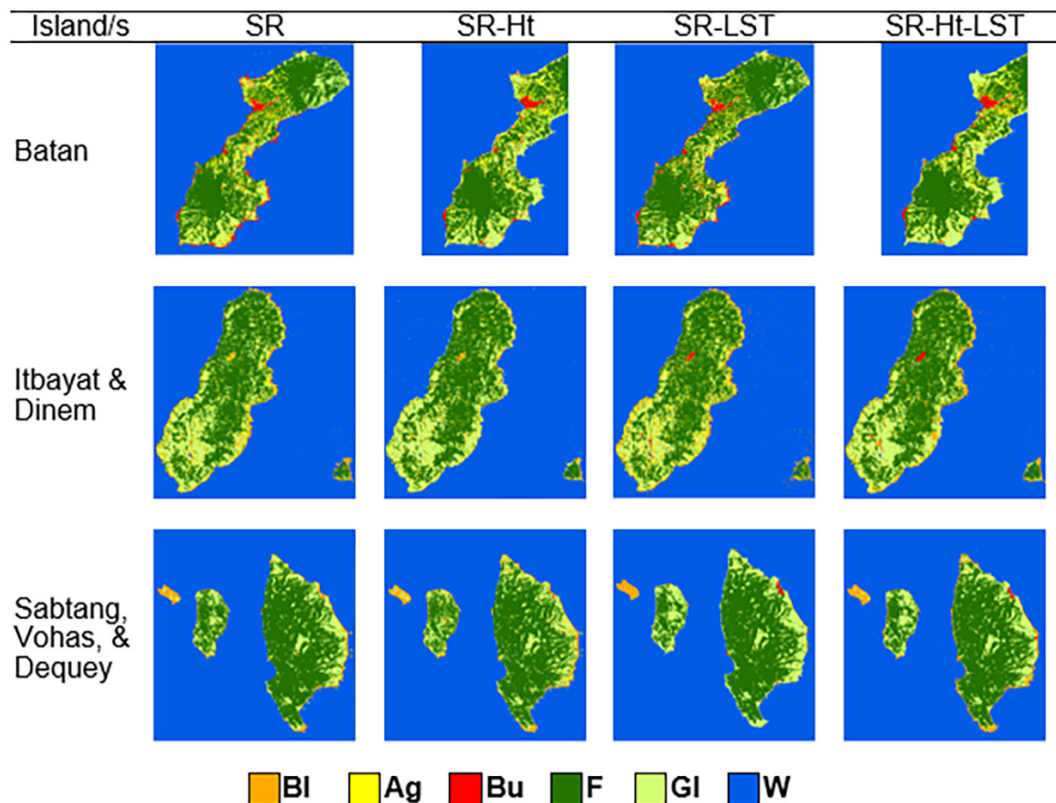 Island/s SR SR-Ht SR-LST SR-Ht-LST
Batan
Itbayat &
Dinem
Sabtang,
Vohas, &
Dequey
Bl Ag Bu F Gl W